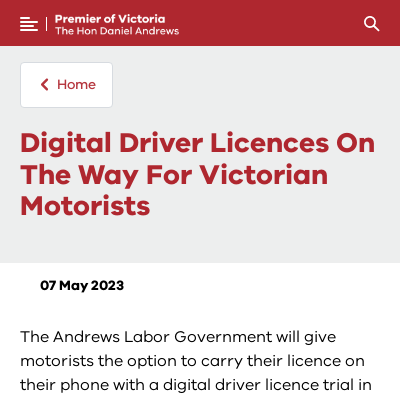 Premier of Victoria
The Hon Daniel Andrews
Home
Digital Driver Licences On
The Way For Victorian
Motorists
07 May 2023
The Andrews Labor Government will give
motorists the option to carry their licence on
their phone with a digital driver licence trial in